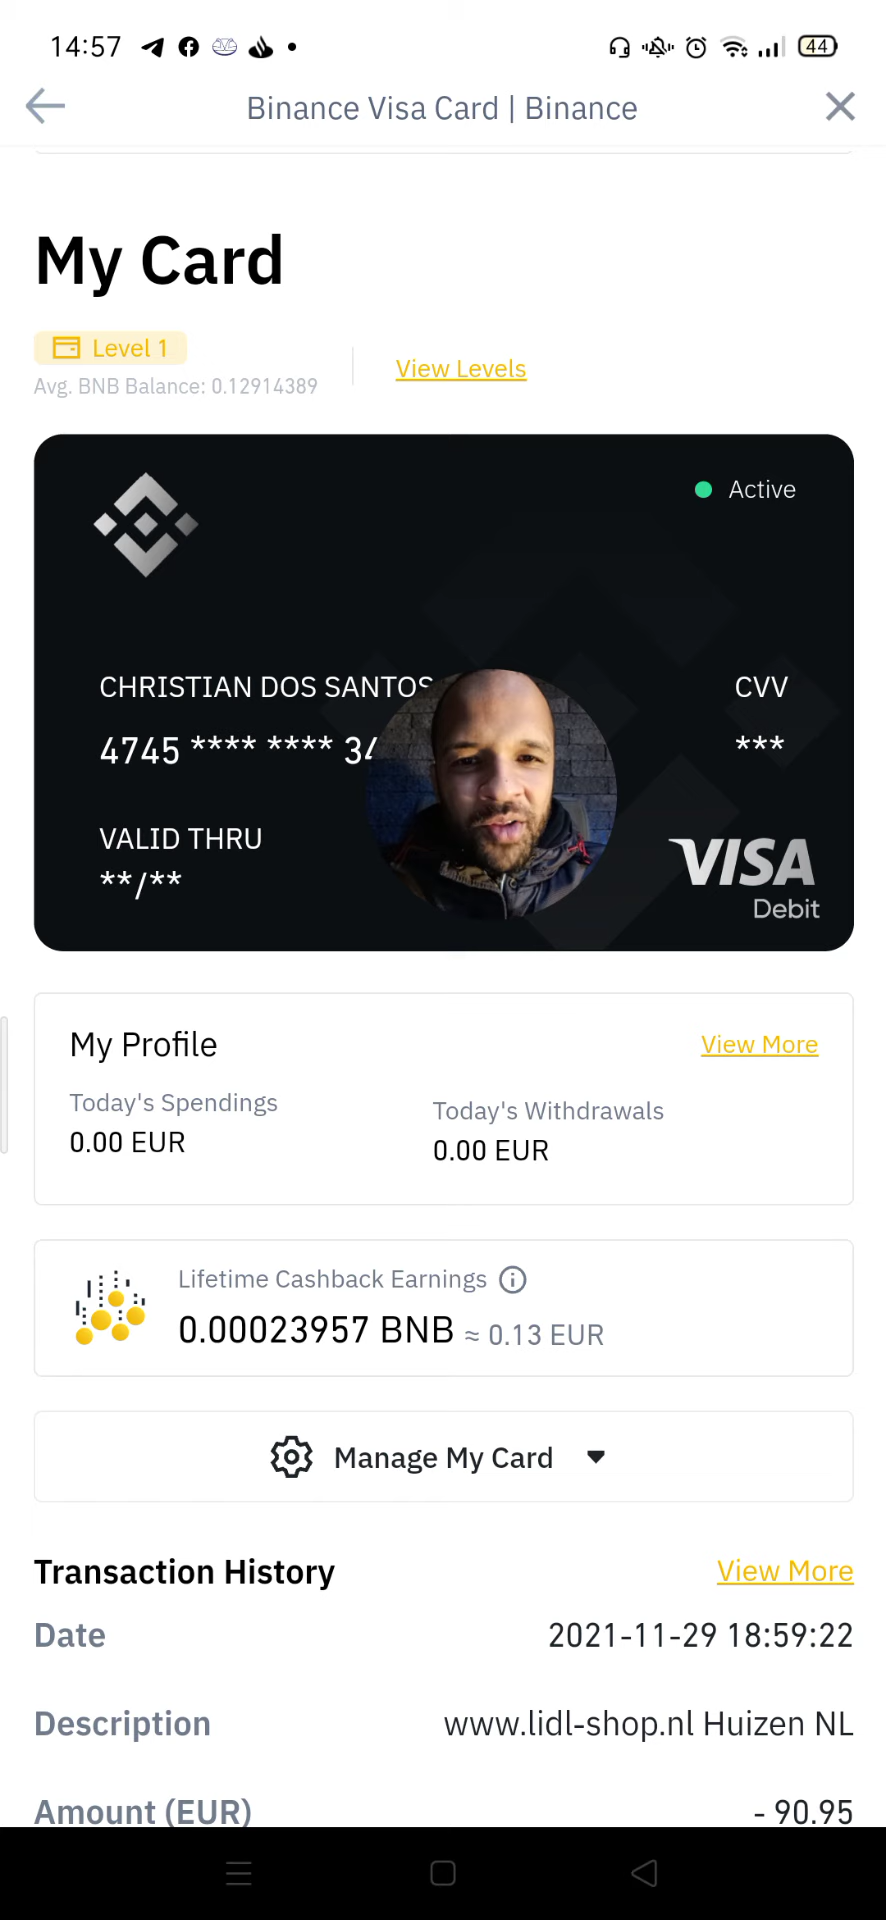 14:57
44
Binance Visa Card | Binance
My Card
Level 1
Avg. BNB Balance: 0.12914389
View Levels
Active
CHRISTIAN DOS SANTOS
CVV
4745 **** **** 34
***
VALID THRU
**/**
VISA
Debit
My Profile
View More
Today's Spendings
Today's Withdrawals
0.00 EUR
0.00 EUR
Lifetime Cashback Earnings
0.00023957 BNB ≈ 0.13 EUR
Manage My Card
Transaction History
View More
Date
2021-11-29 18:59:22
Description
www.lidl-shop.nl Huizen NL
Amount (EUR)
- 90.95